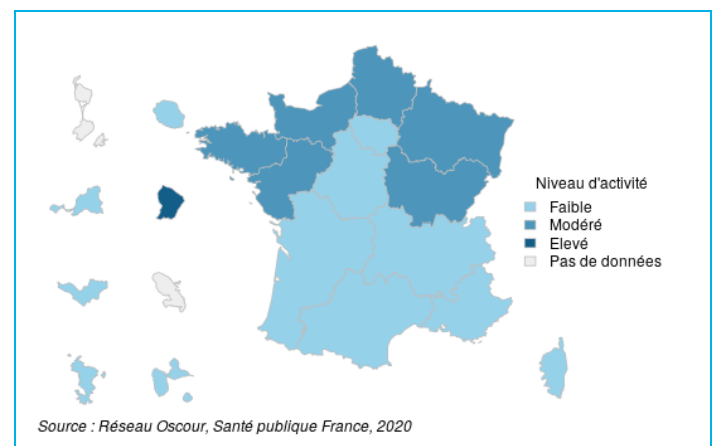 Niveau d'activité
Faible
Modéré
Elevé
Pas de données
Source : Réseau Oscour, Santé publique France, 2020